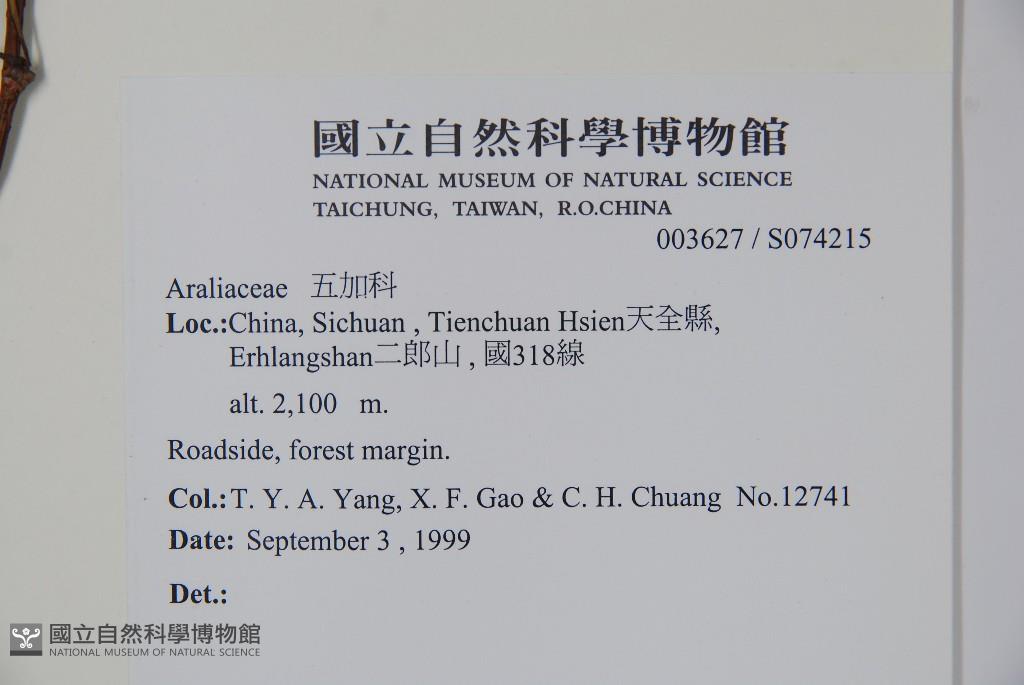 國立自然科學博物館
NATIONAL MUSEUM OF NATURAL SCIENCE
TAICHUNG, TAIWAN, R.O.CHINA
003627 / S074215
Araliaceae 五加科
Loc.:China, Sichuan , Tienchuan Hsien天全縣,
Erhlangshan二郎山 , 國318線
alt. 2,100 m.
Roadside, forest margin.
Col.:T. Y. A. Yang, X. F. Gao & C. H. Chuang No.12741
Date: September 3 , 1999
Det.:
國立自然科學博物館
NATIONAL MUSEUM OF NATURAL SCIENCE